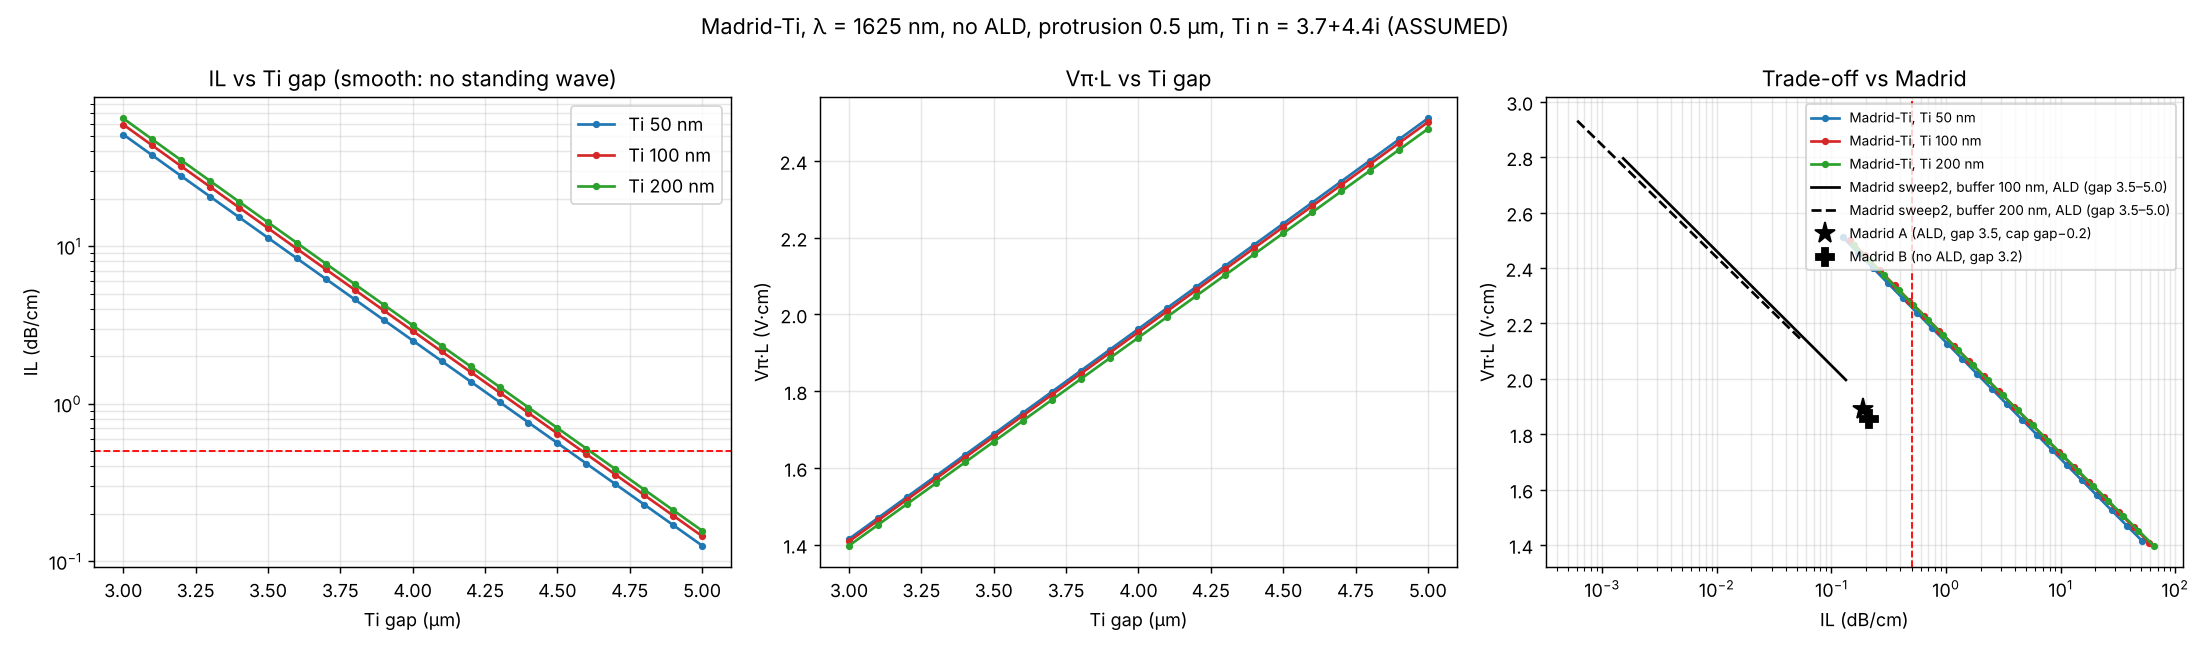 Madrid-Ti, λ = 1625 nm, no ALD, protrusion 0.5 µm, Ti n = 3.7+4.4i (ASSUMED)
IL vs Ti gap (smooth: no standing wave)
IL (dB/cm)
10¹
10⁰
10⁻¹
Ti 50 nm
Ti 100 nm
Ti 200 nm
3.00 3.25 3.50 3.75 4.00 4.25 4.50 4.75 5.00
Ti gap (µm)
Vπ·L vs Ti gap
Vπ·L (V·cm)
2.4
2.2
2.0
1.8
1.6
1.4
3.00 3.25 3.50 3.75 4.00 4.25 4.50 4.75 5.00
Ti gap (µm)
Trade-off vs Madrid
Vπ·L (V·cm)
3.0
2.8
2.6
2.4
2.2
2.0
1.8
1.6
1.4
Madrid-Ti, Ti 50 nm
Madrid-Ti, Ti 100 nm
Madrid-Ti, Ti 200 nm
Madrid sweep2, buffer 100 nm, ALD (gap 3.5–5.0)
Madrid sweep2, buffer 200 nm, ALD (gap 3.5–5.0)
Madrid A (ALD, gap 3.5, cap gap−0.2)
Madrid B (no ALD, gap 3.2)
10⁻³ 10⁻² 10⁻¹ 10⁰ 10¹ 10²
IL (dB/cm)